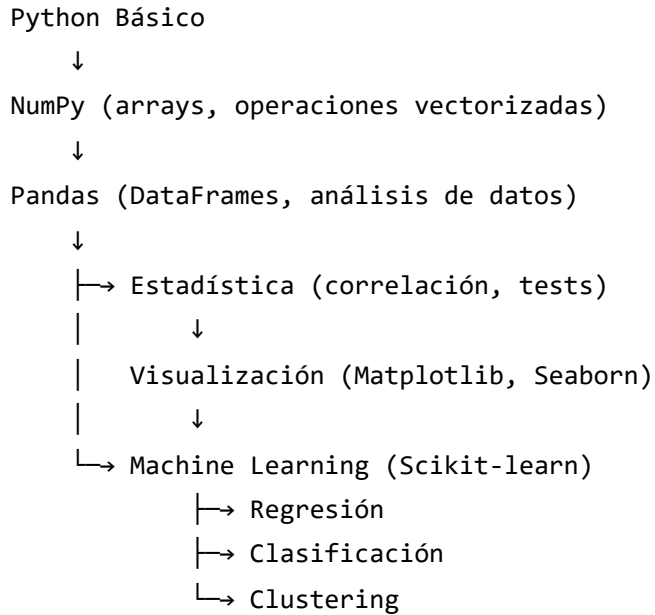 Python Básico
↓
NumPy (arrays, operaciones vectorizadas)
↓
Pandas (DataFrames, análisis de datos)
↓
├─→ Estadística (correlación, tests)
│ ↓
│ Visualización (Matplotlib, Seaborn)
│ ↓
└─→ Machine Learning (Scikit-learn)
├─→ Regresión
├─→ Clasificación
└─→ Clustering